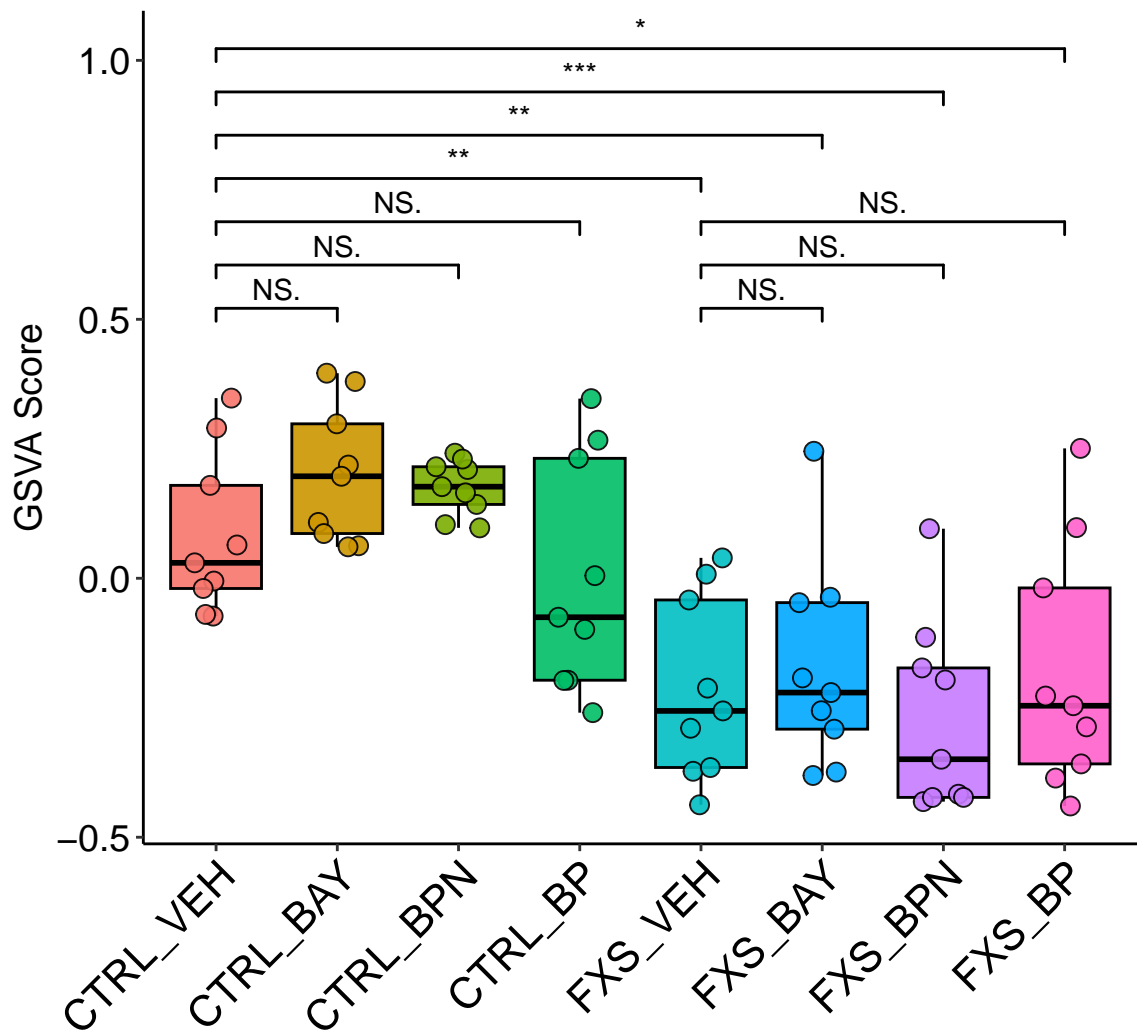 *
1.0
***
**
**
NS. NS.
NS. NS.
NS. NS.
0.5
GSVA Score
0.0
−0.5
CTRL_VEH
CTRL_BAY
CTRL_BPN
CTRL_BP
FXS_VEH
FXS_BAY
FXS_BPN
FXS_BP